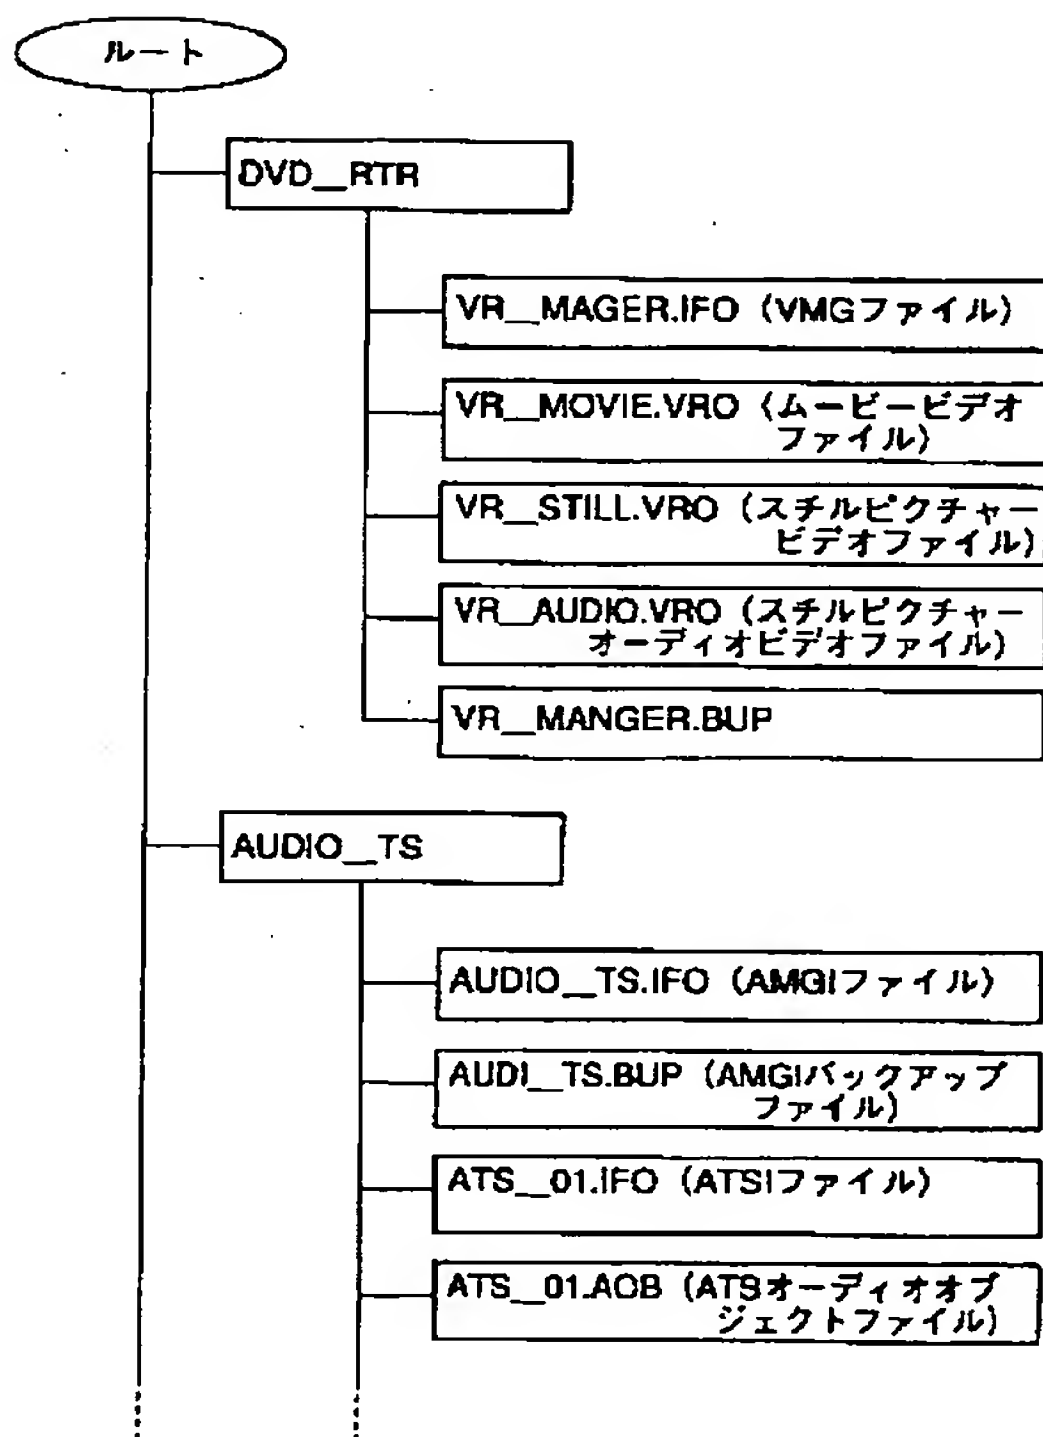 ルート
DVD__RTR
VR__MAGER.IFO (VMGファイル)
VR__MOVIE.VRO (ムービービデオ
ファイル)
VR__STILL.VRO (スチルピクチャー
ビデオファイル)
VR__AUDIO.VRO (スチルピクチャー
オーディオビデオファイル)
VR__MANGER.BUP
AUDIO__TS
AUDIO__TS.IFO (AMGIファイル)
AUDI__TS.BUP (AMGIバックアップ
ファイル)
ATS__01.IFO (ATSIファイル)
ATS__01.AOB (ATSオーディオオブ
ジェクトファイル)